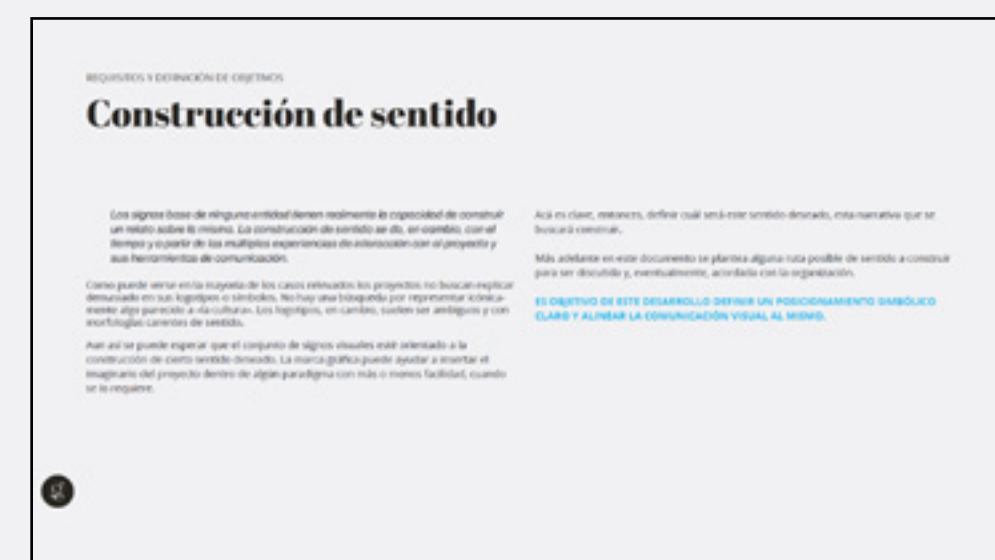 REQUISITOS Y DEFINICIÓN DE OBJETIVOS
Construcción de sentido
Los signos base de ninguna entidad tienen realmente la capacidad de construir
un relato sobre la misma. La construcción de sentido se da, en cambio, con el
tiempo y a partir de las múltiples experiencias de interacción con el proyecto y
sus herramientas de comunicación.
Como puede verse en la mayoría de los casos relevados los proyectos no buscan explicar
demasiado en sus logotipos o símbolos. No hay una búsqueda por representar icónica-
mente algo parecido a «la cultura». Los logotipos, en cambio, suelen ser ambiguos y con
morfologías carentes de sentido.
Aun así se puede esperar que el conjunto de signos visuales esté orientado a la
construcción de cierto sentido deseado. La marca gráfica puede ayudar a insertar el
imaginario del proyecto dentro de algún paradigma con más o menos facilidad, cuando
se lo requiere.
Acá es clave, entonces, definir cuál será este sentido deseado, esta narrativa que se
buscará construir.
Más adelante en este documento se plantea alguna ruta posible de sentido a construir
para ser discutida y, eventualmente, acordada con la organización.
ES OBJETIVO DE ESTE DESARROLLO DEFINIR UN POSICIONAMIENTO SIMBÓLICO
CLARO Y ALINEAR LA COMUNICACIÓN VISUAL AL MISMO.